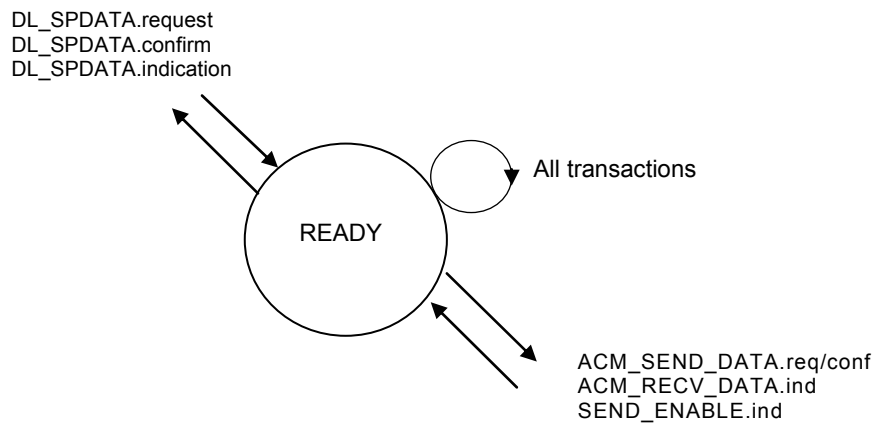 DL_SPDATA.request
DL_SPDATA.confirm
DL_SPDATA.indication
All transactions
READY
ACM_SEND_DATA.req/conf
ACM_RECV_DATA.ind
SEND_ENABLE.ind